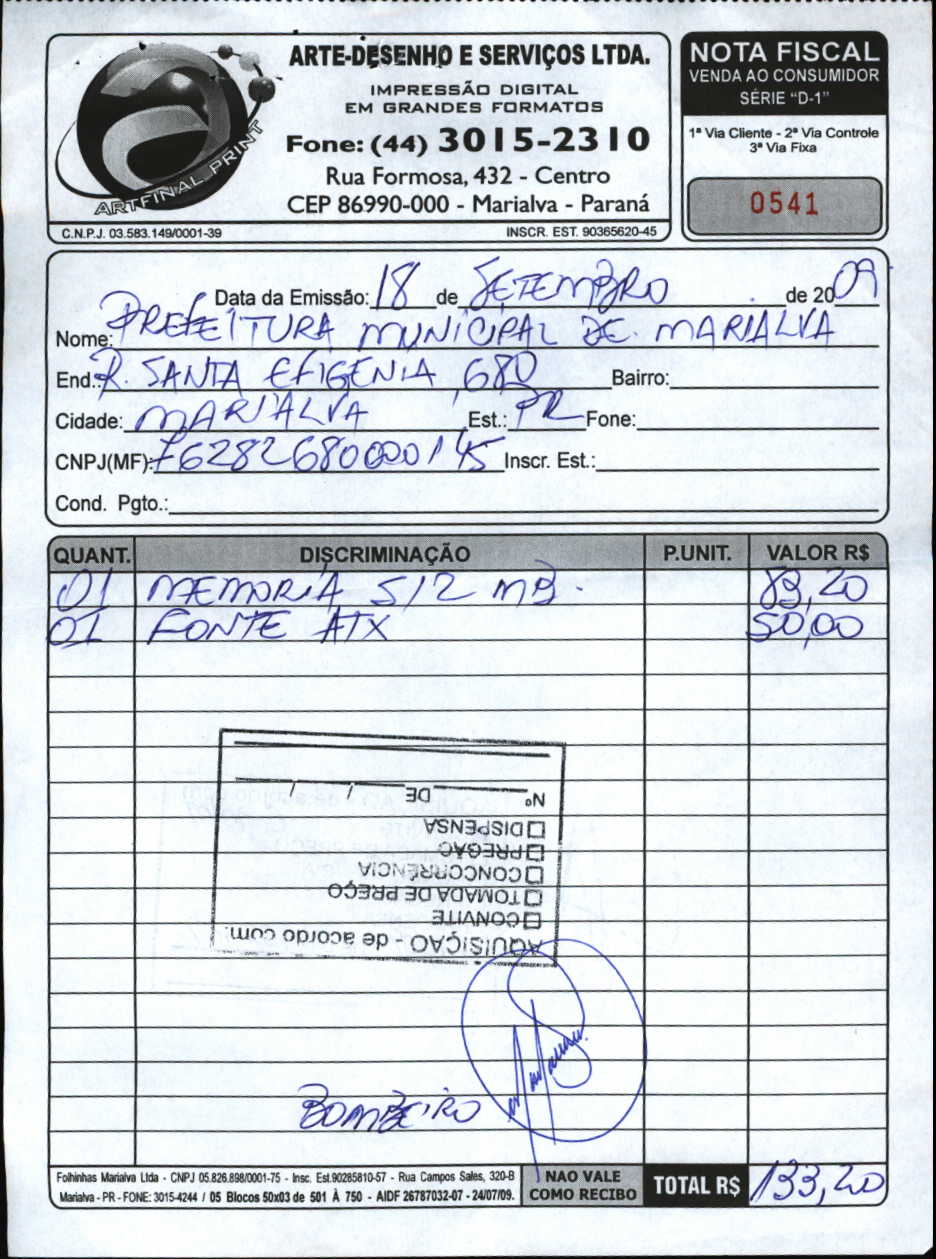 ARTE-DESENHO E SERVIÇOS LTDA.
IMPRESSÃO DIGITAL
EM GRANDES FORMATOS
Fone: (44) 3015-2310
Rua Formosa, 432 - Centro
CEP 86990-000 - Marialva - Paraná
ARTFINAL PRINT
C.N.P.J. 03.583.149/0001-39
INSCR. EST. 90365620-45
NOTA FISCAL
VENDA AO CONSUMIDOR
SÉRIE "D-1"
1ª Via Cliente - 2ª Via Controle
3ª Via Fixa
0541
Data da Emissão: 18 de SETEMBRO de 2009
Nome: PREFEITURA MUNICIPAL DE MARIALVA
End.: R. SANTA EFIGENIA, 680 Bairro:
Cidade: MARIALVA Est.: PR Fone:
CNPJ(MF): 76282680000145 Inscr. Est.:
Cond. Pgto.:
QUANT. DISCRIMINAÇÃO P.UNIT. VALOR R$
01 MEMORIA 512 MB. 83,20
01 FONTE ATX 50,00
AQUISIÇÃO - de acordo com.
CONVITE
TOMADA DE PREÇO
CONCORRÊNCIA
PREGÃO
DISPENSA
Nº DE / /
BOMBEIRO
Folhinhas Marialva Ltda - CNPJ 05.826.898/0001-75 - Insc. Est.90285810-57 - Rua Campos Sales, 320-B
Marialva - PR - FONE: 3015-4244 / 05 Blocos 50x03 de 501 À 750 - AIDF 26787032-07 - 24/07/09.
NAO VALE
COMO RECIBO
TOTAL R$ 133,20